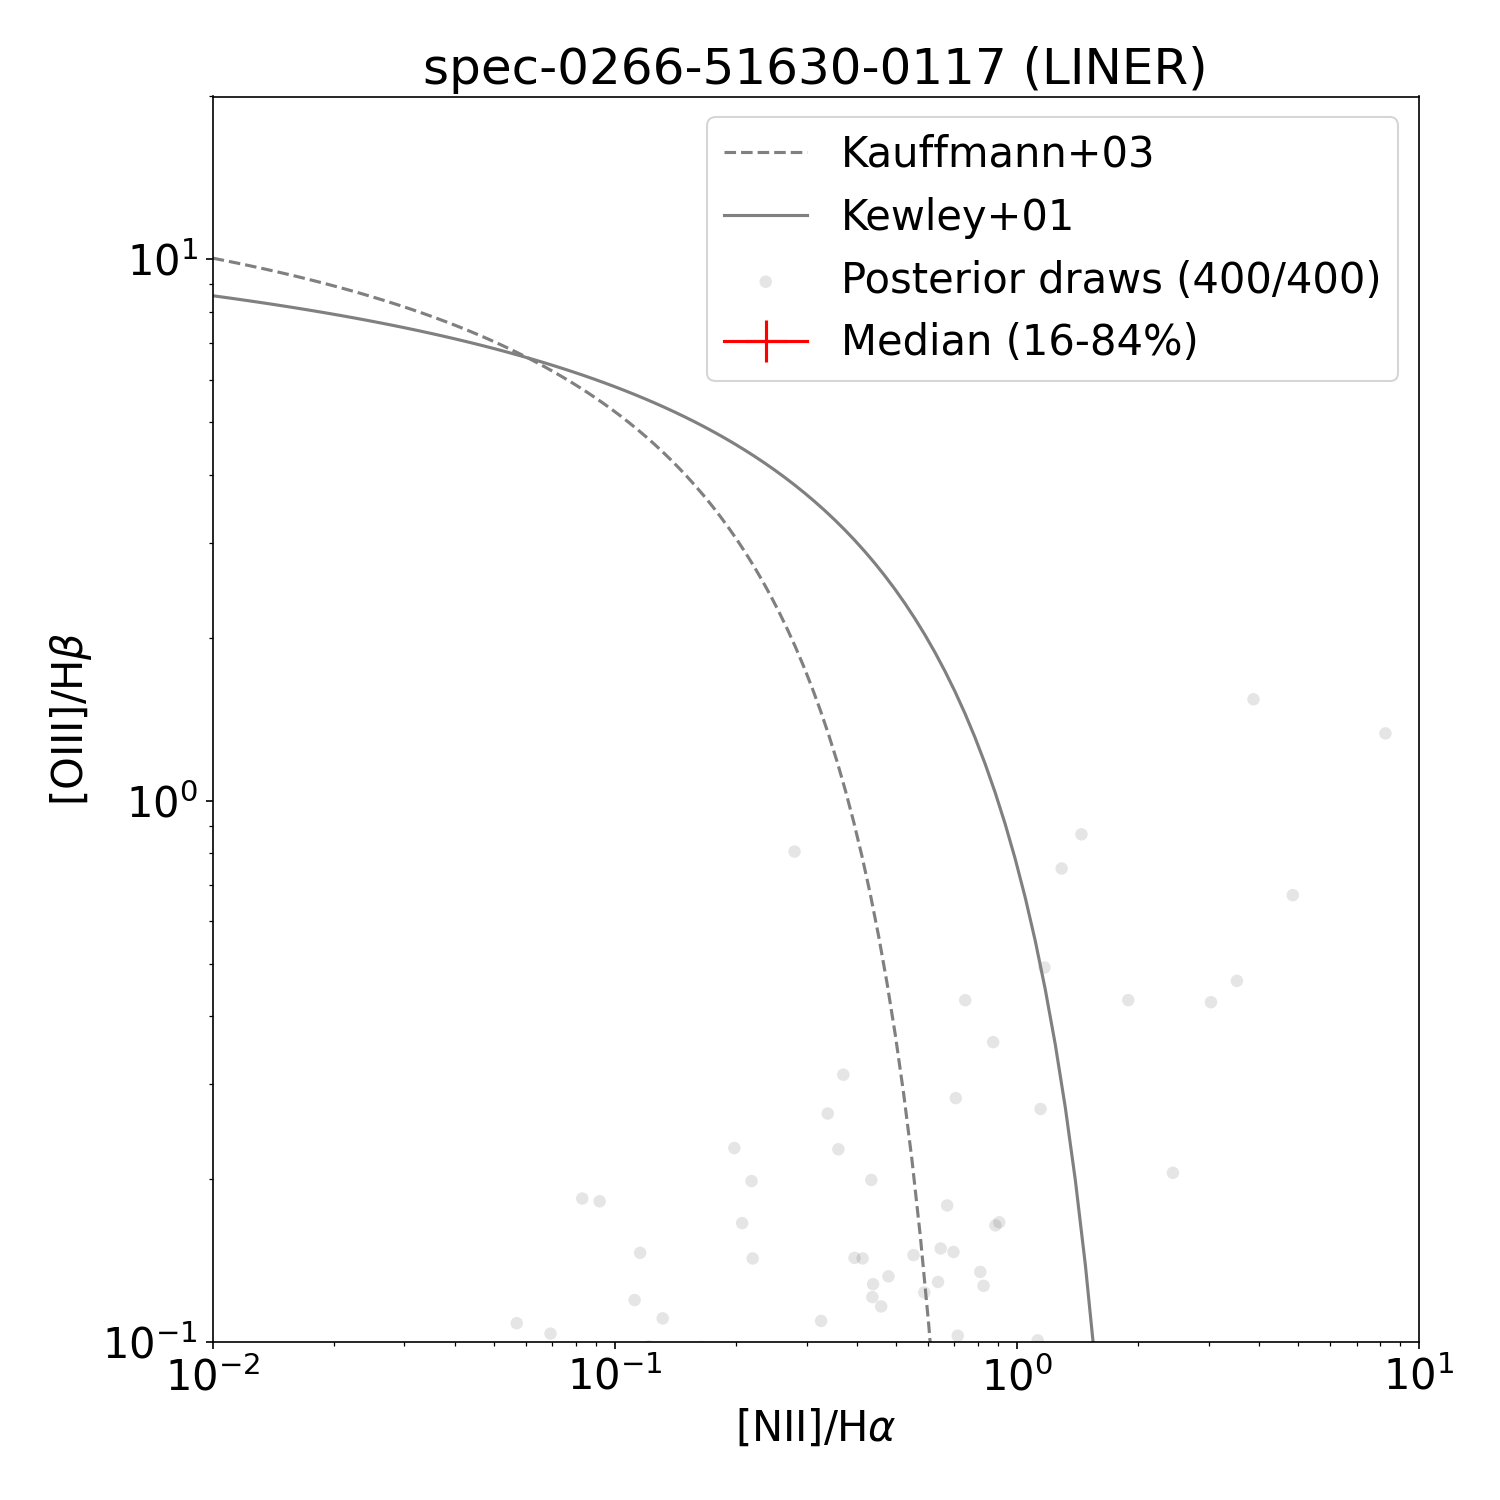 spec-0266-51630-0117 (LINER)
Kauffmann+03
Kewley+01
Posterior draws (400/400)
Median (16-84%)
10¹
10⁰
10⁻¹
[OIII]/Hβ
10⁻²
10⁻¹
10⁰
10¹
[NII]/Hα